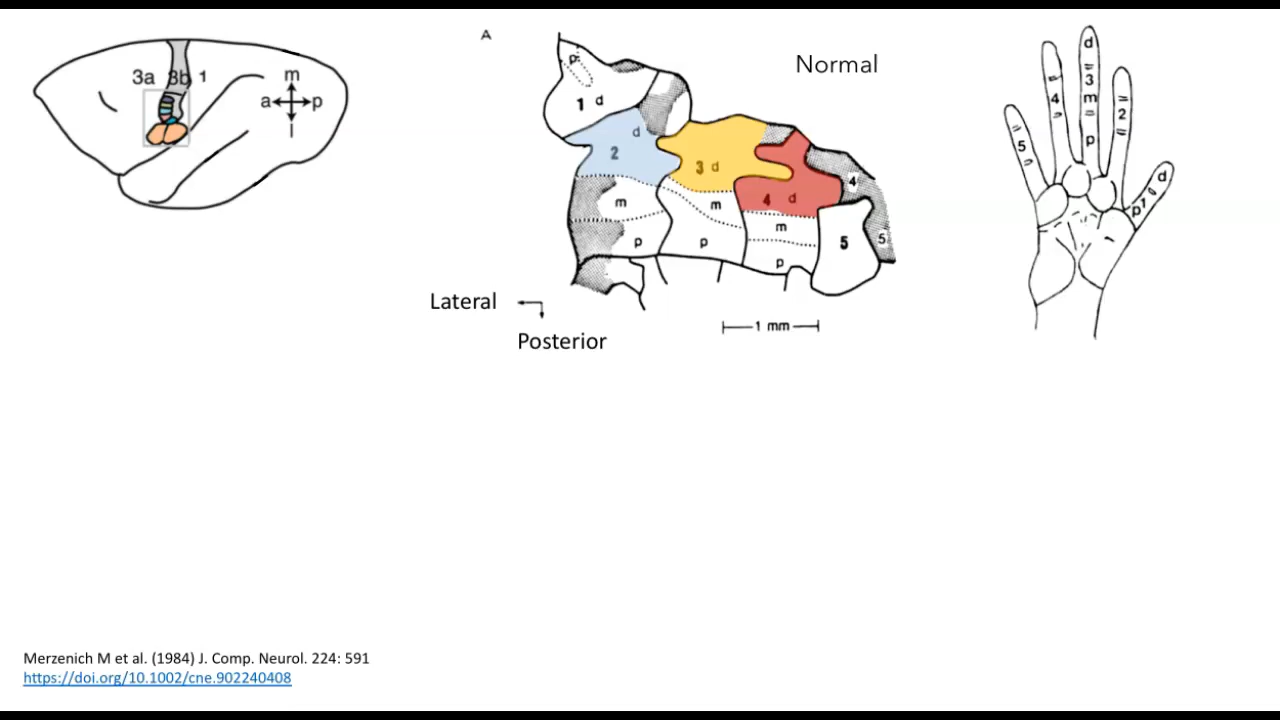 A
Normal
3a 3b 1
m
a p
l
p
1 d
d
2
3 d
4 d
m
p
m
p
m
p
4
5
5
Lateral
Posterior
1 mm
d
3
m
p
4
2
5
d
1
p
Merzenich M et al. (1984) J. Comp. Neurol. 224: 591
https://doi.org/10.1002/cne.902240408